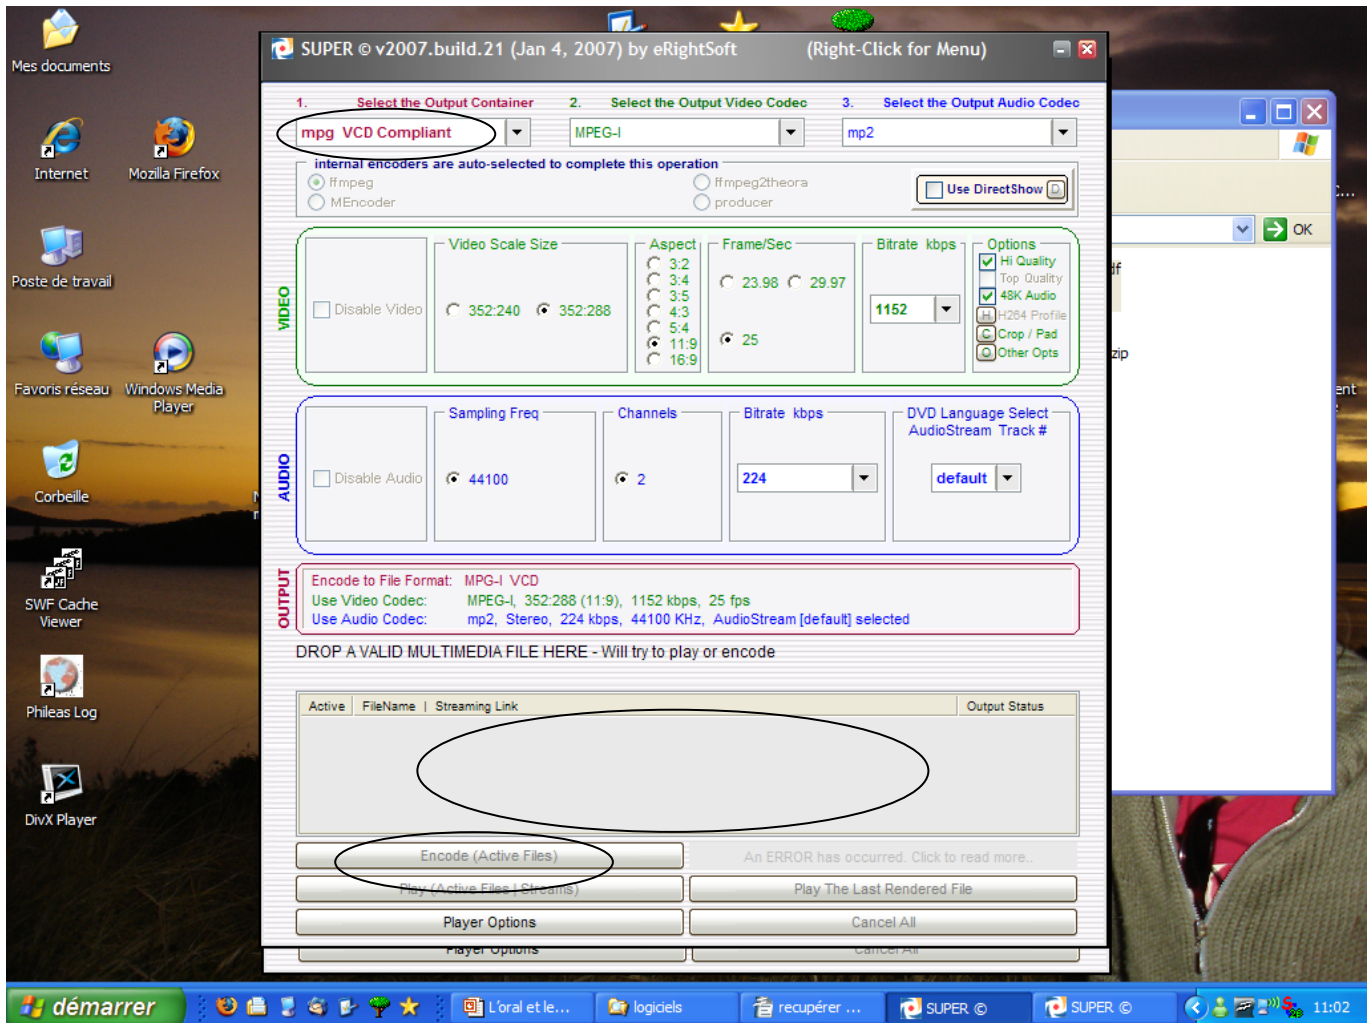 Mes documents
Internet
Mozilla Firefox
Poste de travail
Favoris réseau
Windows Media Player
Corbeille
SWF Cache Viewer
Phileas Log
DivX Player
SUPER © v2007.build.21 (Jan 4, 2007) by eRightSoft (Right-Click for Menu)
1. Select the Output Container 2. Select the Output Video Codec 3. Select the Output Audio Codec
mpg VCD Compliant MPEG-I mp2
internal encoders are auto-selected to complete this operation
ffmpeg ffmpeg2theora
MEncoder producer
Use DirectShow D
VIDEO
Disable Video
Video Scale Size
352:240 352:288
Aspect
3:2
3:4
3:5
4:3
5:4
11:9
16:9
Frame/Sec
23.98 29.97
25
Bitrate kbps
1152
Options
Hi Quality
Top Quality
48K Audio
H H264 Profile
C Crop / Pad
O Other Opts
AUDIO
Disable Audio
Sampling Freq
44100
Channels
2
Bitrate kbps
224
DVD Language Select
AudioStream Track #
default
OUTPUT
Encode to File Format: MPG-I VCD
Use Video Codec: MPEG-I, 352:288 (11:9), 1152 kbps, 25 fps
Use Audio Codec: mp2, Stereo, 224 kbps, 44100 KHz, AudioStream [default] selected
DROP A VALID MULTIMEDIA FILE HERE - Will try to play or encode
Active FileName | Streaming Link Output Status
Encode (Active Files) An ERROR has occurred. Click to read more..
Play (Active Files | Streams) Play The Last Rendered File
Player Options Cancel All
Player Options Cancel All
OK
zip
démarrer
L'oral et le...
logiciels
recupérer ...
SUPER ©
SUPER ©
11:02